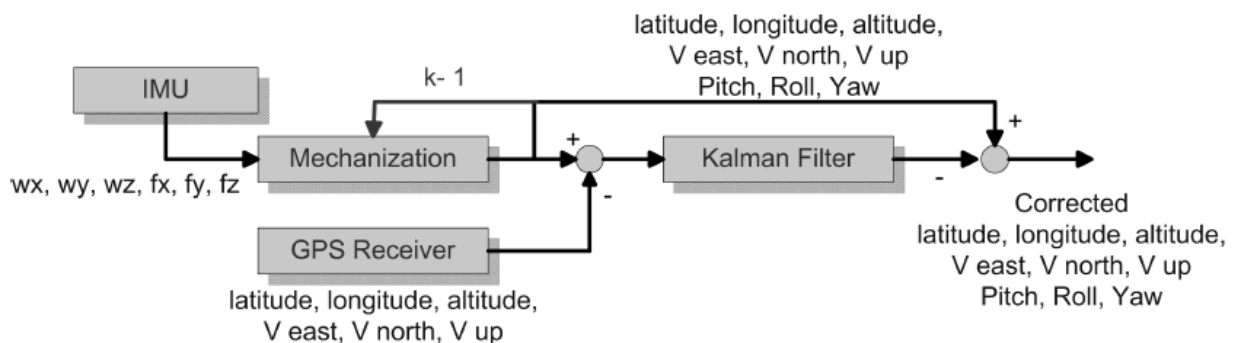 latitude, longitude, altitude,
V east, V north, V up
Pitch, Roll, Yaw
k- 1
IMU
+
+
Mechanization
Kalman Filter
wx, wy, wz, fx, fy, fz
-
-
GPS Receiver
latitude, longitude, altitude,
V east, V north, V up
Corrected
latitude, longitude, altitude,
V east, V north, V up
Pitch, Roll, Yaw